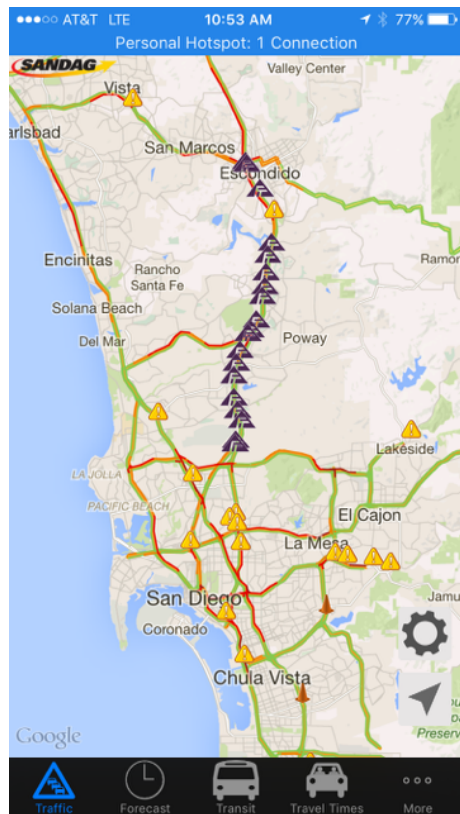 AT&T LTE 10:53 AM 77%
Personal Hotspot: 1 Connection
SANDAG
Valley Center
Vista
arlsbad
San Marcos
Escondido
Encinitas
Ramon
Rancho
Santa Fe
Solana Beach
Poway
Del Mar
Lakeside
LA JOLLA
PACIFIC BEACH
El Cajon
La Mesa
San Diego
Jamu
Coronado
Chula Vista
Google
Preserv
Traffic Forecast Transit Travel Times More